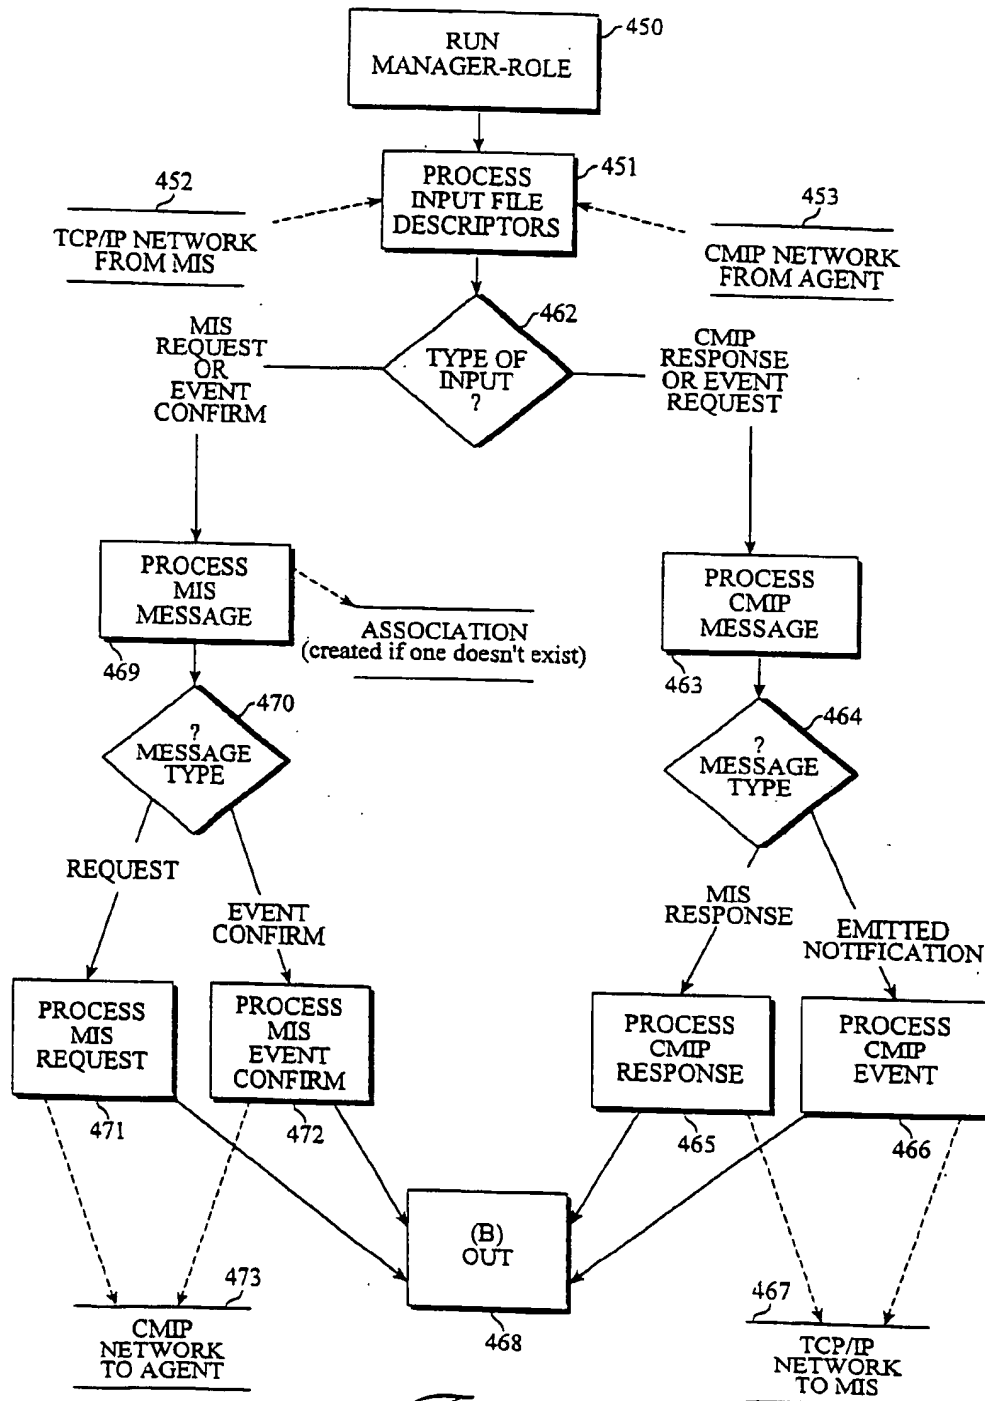 450
RUN
MANAGER-ROLE
451
PROCESS
INPUT FILE
DESCRIPTORS
452
TCP/IP NETWORK
FROM MIS
453
CMIP NETWORK
FROM AGENT
462
TYPE OF
INPUT
?
MIS
REQUEST
OR
EVENT
CONFIRM
CMIP
RESPONSE
OR EVENT
REQUEST
PROCESS
MIS
MESSAGE
469
ASSOCIATION
(created if one doesn't exist)
PROCESS
CMIP
MESSAGE
463
470
?
MESSAGE
TYPE
464
?
MESSAGE
TYPE
REQUEST
EVENT
CONFIRM
MIS
RESPONSE
EMITTED
NOTIFICATION
PROCESS
MIS
REQUEST
471
PROCESS
MIS
EVENT
CONFIRM
472
PROCESS
CMIP
RESPONSE
465
PROCESS
CMIP
EVENT
466
(B)
OUT
468
473
CMIP
NETWORK
TO AGENT
467
TCP/IP
NETWORK
TO MIS